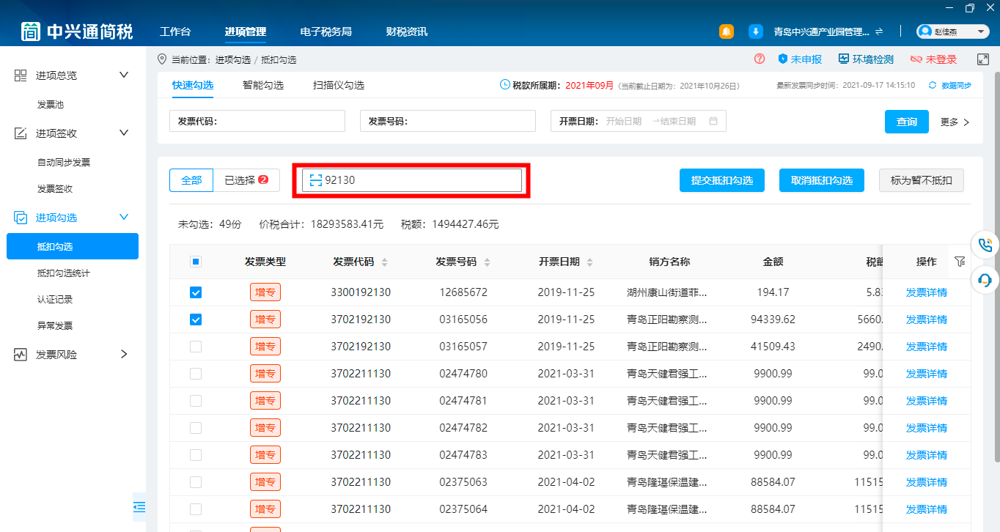 简 中兴通简税 工作台 进项管理 电子税务局 财税资讯 青岛中兴通产业园管理... 赵佳燕
当前位置: 进项勾选 / 抵扣勾选 未申报 环境检测 未登录
进项总览
发票池
进项签收
自动同步发票
发票签收
进项勾选
抵扣勾选
抵扣勾选统计
认证记录
异常发票
发票风险
快速勾选 智能勾选 扫描仪勾选 税款所属期: 2021年09月 (当前截止日期为: 2021年10月26日) 最新发票同步时间: 2021-09-17 14:15:10 数据同步
发票代码: 发票号码: 开票日期: 开始日期 →结束日期 查询 更多
全部 已选择 2 92130 提交抵扣勾选 取消抵扣勾选 标为暂不抵扣
未勾选: 49份 价税合计: 18293583.41元 税额: 1494427.46元
发票类型 发票代码 发票号码 开票日期 销方名称 金额 税额 操作
增专 3300192130 12685672 2019-11-25 湖州康山街道菲... 194.17 5.83 发票详情
增专 3702192130 03165056 2019-11-25 青岛正阳勘察测... 94339.62 5660. 发票详情
增专 3702192130 03165057 2019-11-25 青岛正阳勘察测... 41509.43 2490. 发票详情
增专 3702211130 02474780 2021-03-31 青岛天健君强工... 9900.99 99.0 发票详情
增专 3702211130 02474781 2021-03-31 青岛天健君强工... 9900.99 99.0 发票详情
增专 3702211130 02474782 2021-03-31 青岛天健君强工... 9900.99 99.0 发票详情
增专 3702211130 02474783 2021-03-31 青岛天健君强工... 9900.99 99.0 发票详情
增专 3702211130 02375063 2021-04-02 青岛隆瑾保温建... 88584.07 11515 发票详情
增专 3702211130 02375064 2021-04-02 青岛隆瑾保温建... 88584.07 11515 发票详情